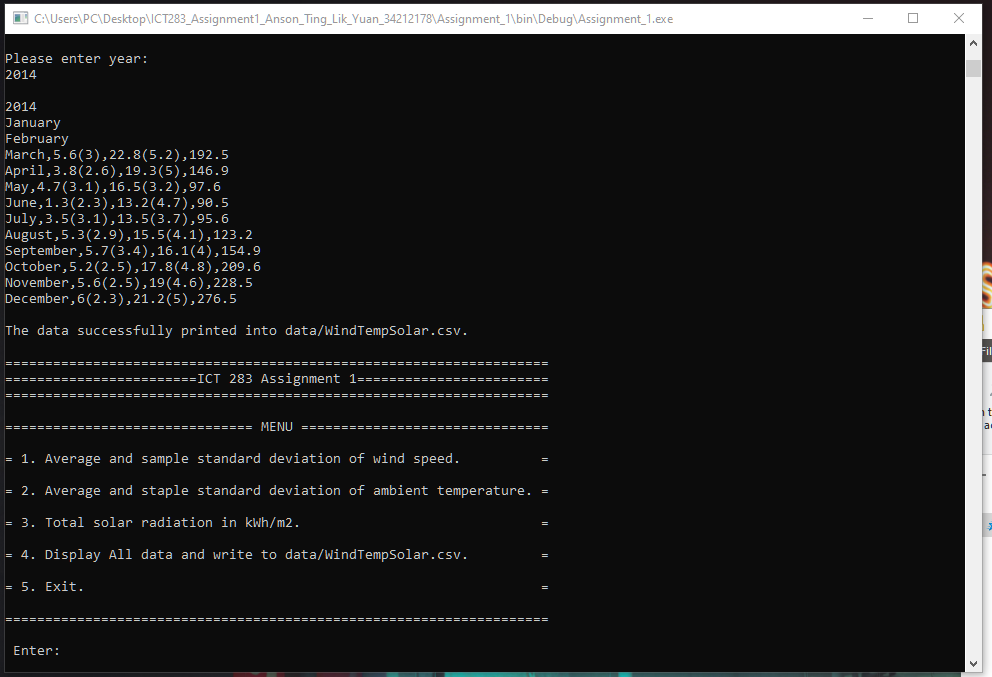 C:\Users\PC\Desktop\ICT283_Assignment1_Anson_Ting_Lik_Yuan_34212178\Assignment_1\bin\Debug\Assignment_1.exe
Please enter year:
2014
2014
January
February
March,5.6(3),22.8(5.2),192.5
April,3.8(2.6),19.3(5),146.9
May,4.7(3.1),16.5(3.2),97.6
June,1.3(2.3),13.2(4.7),90.5
July,3.5(3.1),13.5(3.7),95.6
August,5.3(2.9),15.5(4.1),123.2
September,5.7(3.4),16.1(4),154.9
October,5.2(2.5),17.8(4.8),209.6
November,5.6(2.5),19(4.6),228.5
December,6(2.3),21.2(5),276.5
The data successfully printed into data/WindTempSolar.csv.
====================================================================
========================ICT 283 Assignment 1========================
====================================================================
=============================== MENU ===============================
= 1. Average and sample standard deviation of wind speed.          =
= 2. Average and staple standard deviation of ambient temperature. =
= 3. Total solar radiation in kWh/m2.                              =
= 4. Display All data and write to data/WindTempSolar.csv.         =
= 5. Exit.                                                         =
====================================================================
Enter: